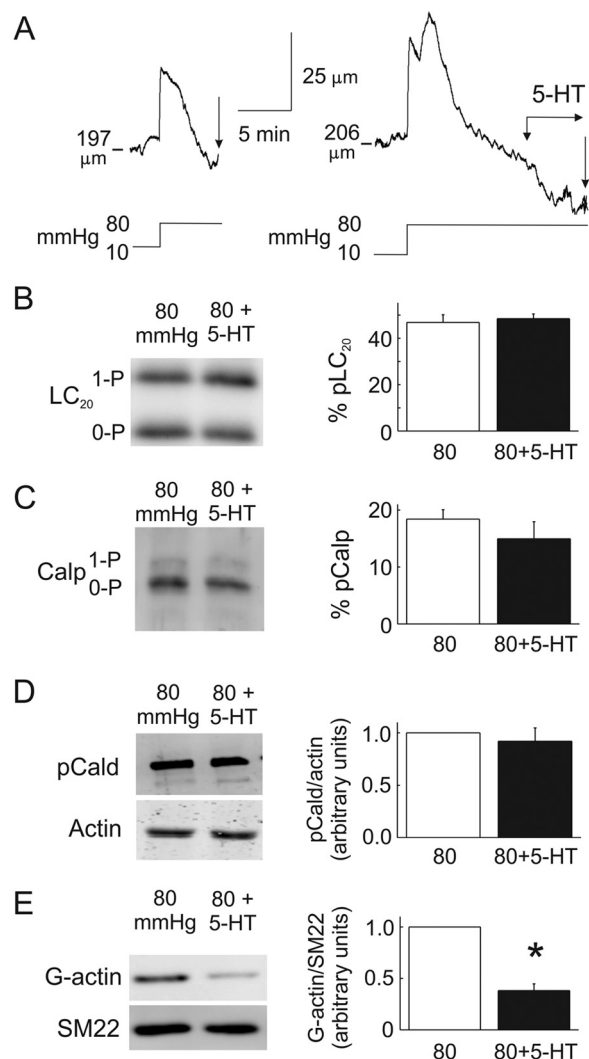 A
197
μm
25 μm
5 min
206
μm
5-HT
mmHg
80
10
mmHg
80
10
B
80 mmHg
80 + 5-HT
LC20
1-P
0-P
% pLC20
40
20
0
80
80+5-HT
C
80 mmHg
80 + 5-HT
Calp
1-P
0-P
% pCalp
20
10
0
80
80+5-HT
D
80 mmHg
80 + 5-HT
pCald
Actin
pCald/actin
(arbitrary units)
1.0
0.5
0.0
80
80+5-HT
E
80 mmHg
80 + 5-HT
G-actin
SM22
G-actin/SM22
(arbitrary units)
1.0
0.5
0
*
80
80+5-HT